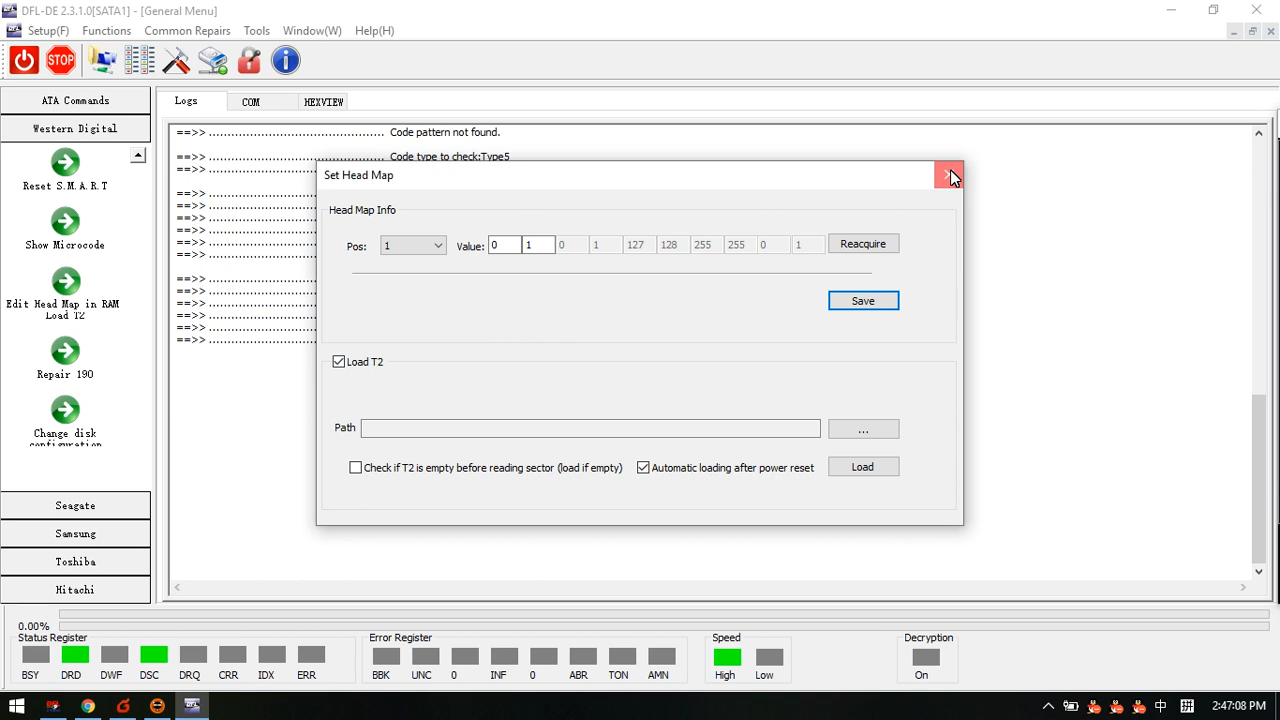 DFL-DE 2.3.1.0[SATA1] - [General Menu]
Setup(F) Functions Common Repairs Tools Window(W) Help(H)
STOP
ATA Commands
Western Digital
Reset S.M.A.R.T
Show Microcode
Edit Head Map in RAM
Load T2
Repair 190
Change disk
configuration
Seagate
Samsung
Toshiba
Hitachi
Logs COM HEXVIEW
==>> ................................................ Code pattern not found.
==>> ................................................ Code type to check:Type5
==>> ............................
==>> ............................
==>> ............................
==>> ............................
==>> ............................
==>> ............................
==>> ............................
==>> ............................
==>> ............................
==>> ............................
==>> ............................
==>> ............................
Set Head Map
Head Map Info
Pos: 1 Value: 0 1 0 1 127 128 255 255 0 1 Reacquire
Save
Load T2
Path ...
Check if T2 is empty before reading sector (load if empty) Automatic loading after power reset Load
0.00%
Status Register
BSY DRD DWF DSC DRQ CRR IDX ERR
Error Register
BBK UNC 0 INF 0 ABR TON AMN
Speed
High Low
Decryption
On
中 拼 2:47:08 PM